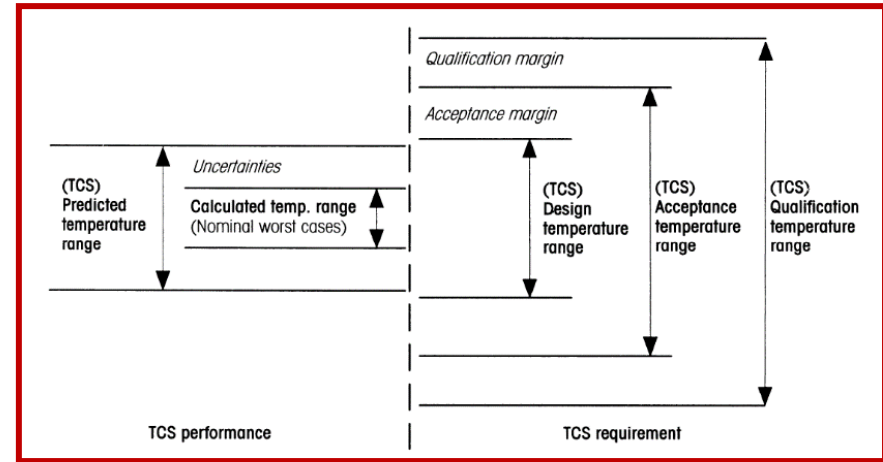 Qualification margin
Acceptance margin
Uncertainties
(TCS)
Predicted
temperature
range
Calculated temp. range
(Nominal worst cases)
(TCS)
Design
temperature
range
(TCS)
Acceptance
temperature
range
(TCS)
Qualification
temperature
range
TCS performance
TCS requirement